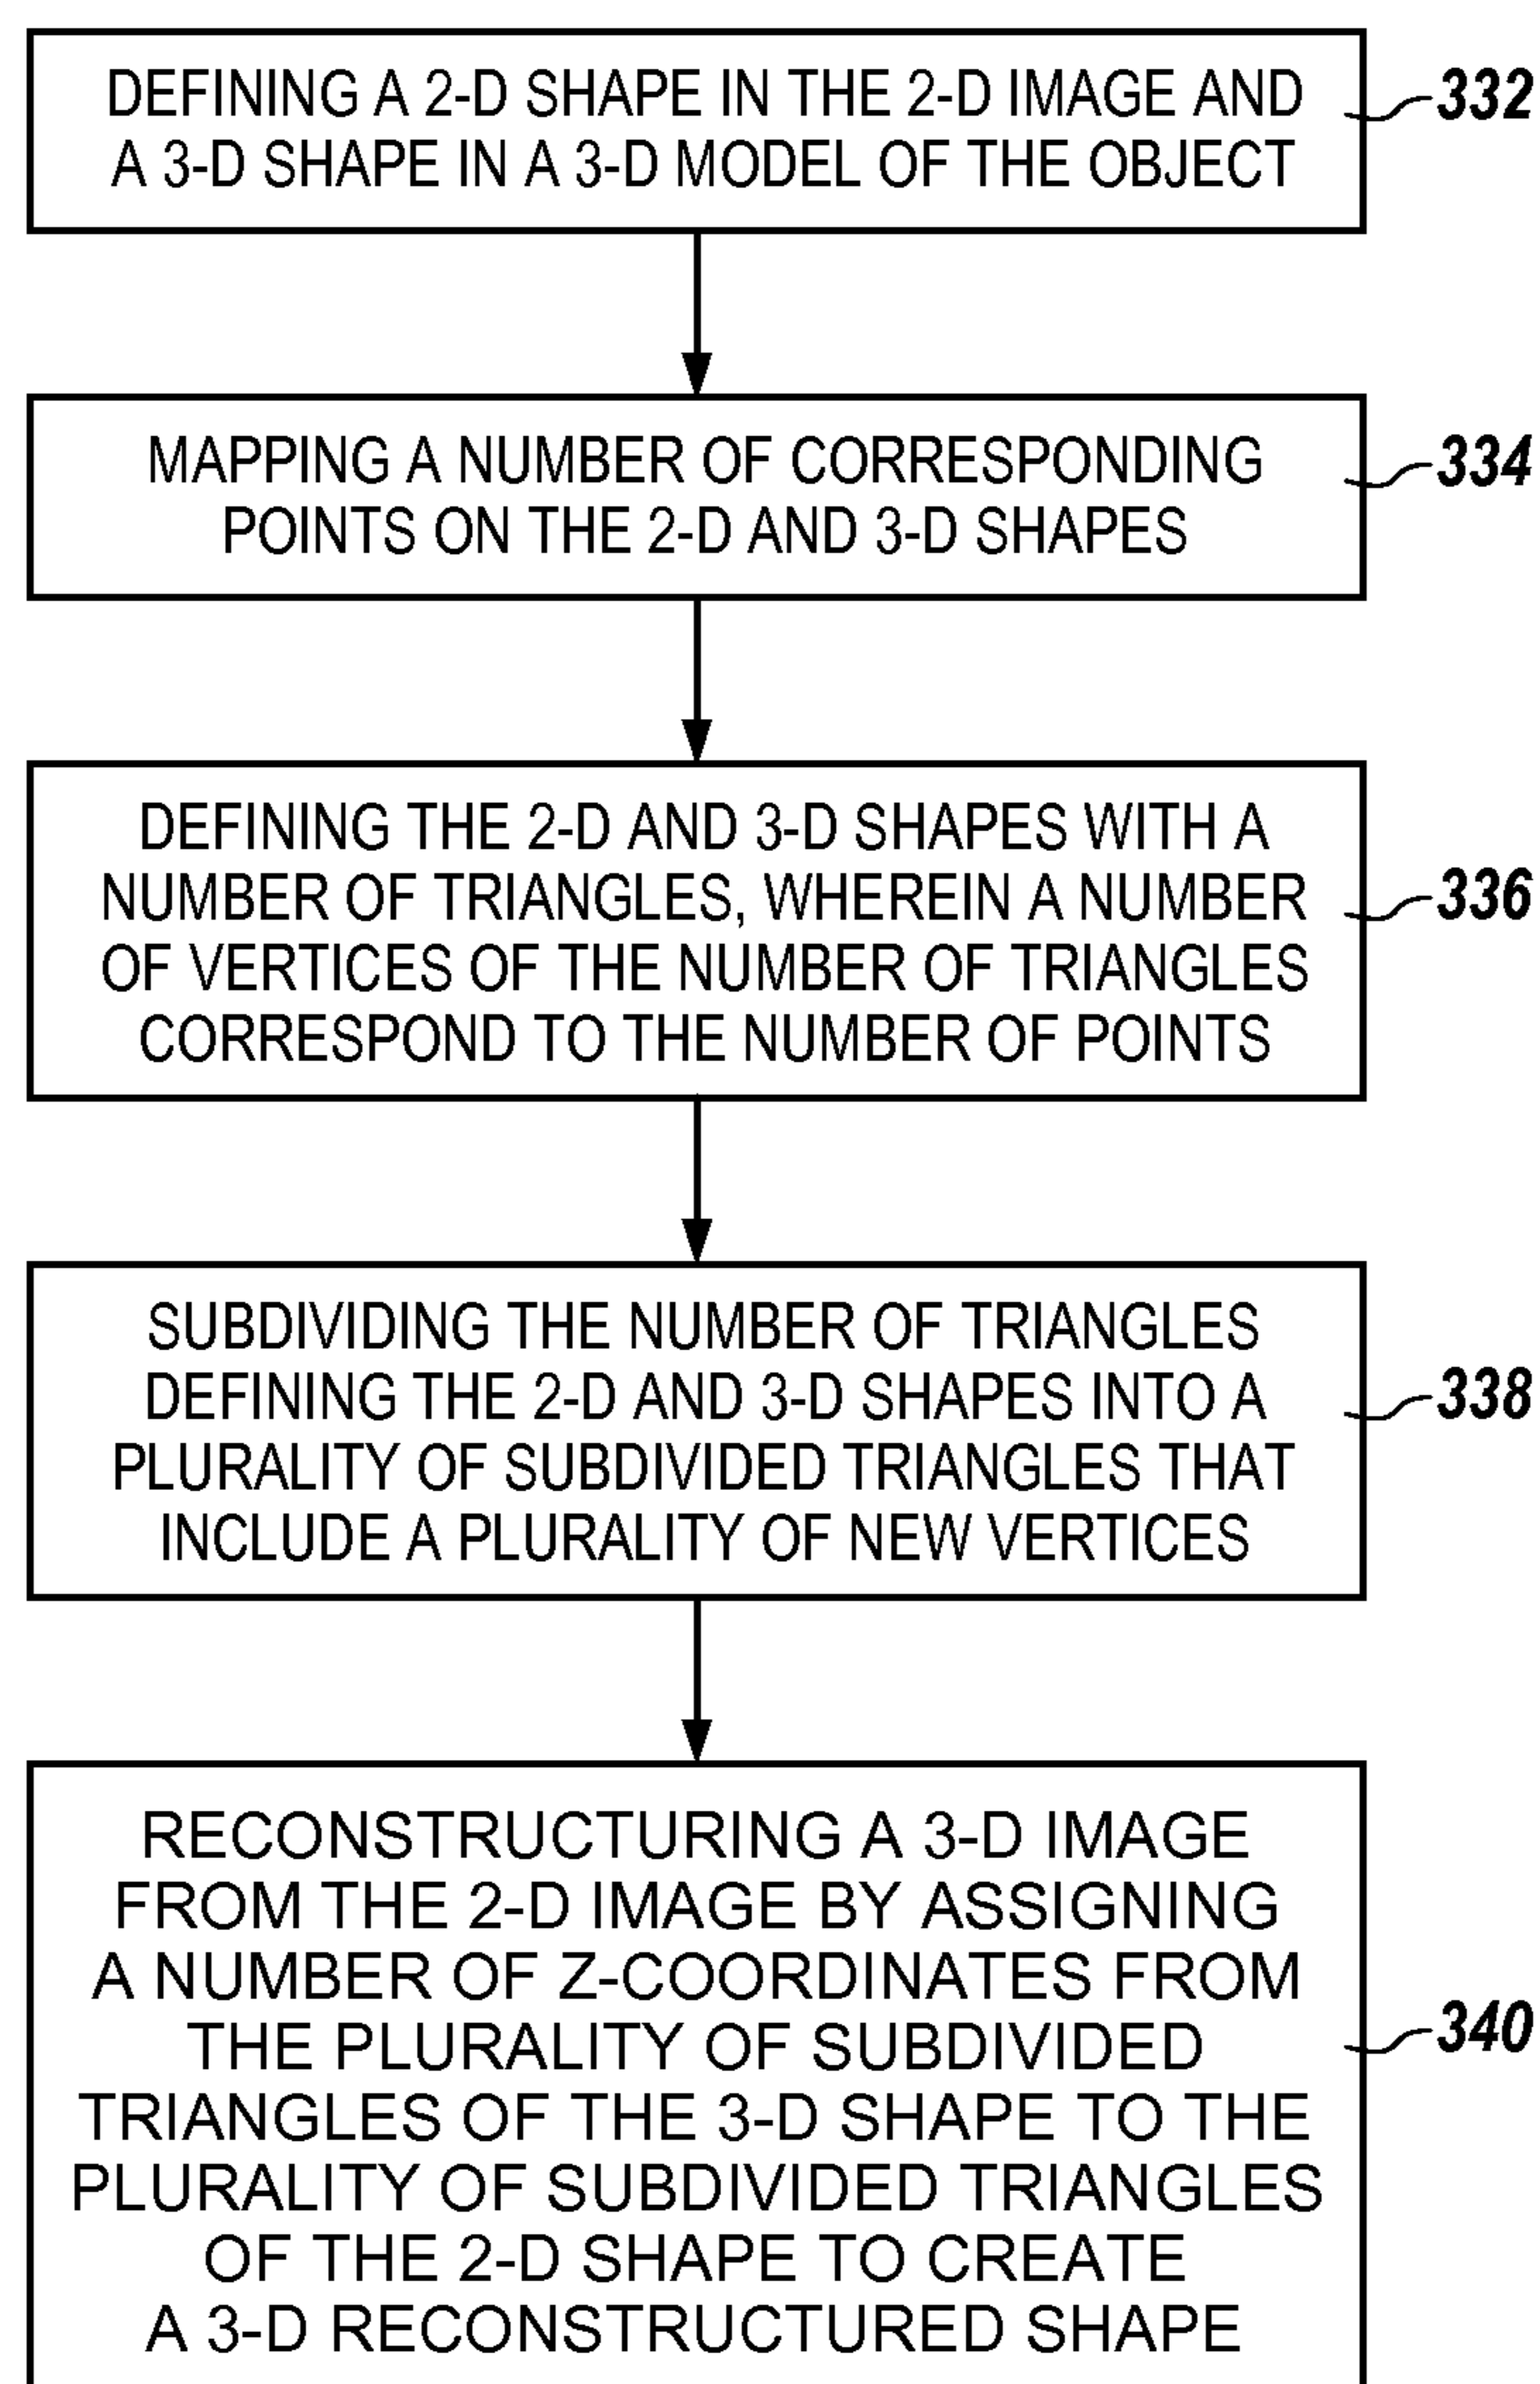 DEFINING A 2-D SHAPE IN THE 2-D IMAGE AND
A 3-D SHAPE IN A 3-D MODEL OF THE OBJECT
332
MAPPING A NUMBER OF CORRESPONDING
POINTS ON THE 2-D AND 3-D SHAPES
334
DEFINING THE 2-D AND 3-D SHAPES WITH A
NUMBER OF TRIANGLES, WHEREIN A NUMBER
OF VERTICES OF THE NUMBER OF TRIANGLES
CORRESPOND TO THE NUMBER OF POINTS
336
SUBDIVIDING THE NUMBER OF TRIANGLES
DEFINING THE 2-D AND 3-D SHAPES INTO A
PLURALITY OF SUBDIVIDED TRIANGLES THAT
INCLUDE A PLURALITY OF NEW VERTICES
338
RECONSTRUCTURING A 3-D IMAGE
FROM THE 2-D IMAGE BY ASSIGNING
A NUMBER OF Z-COORDINATES FROM
THE PLURALITY OF SUBDIVIDED
TRIANGLES OF THE 3-D SHAPE TO THE
PLURALITY OF SUBDIVIDED TRIANGLES
OF THE 2-D SHAPE TO CREATE
A 3-D RECONSTRUCTURED SHAPE
340